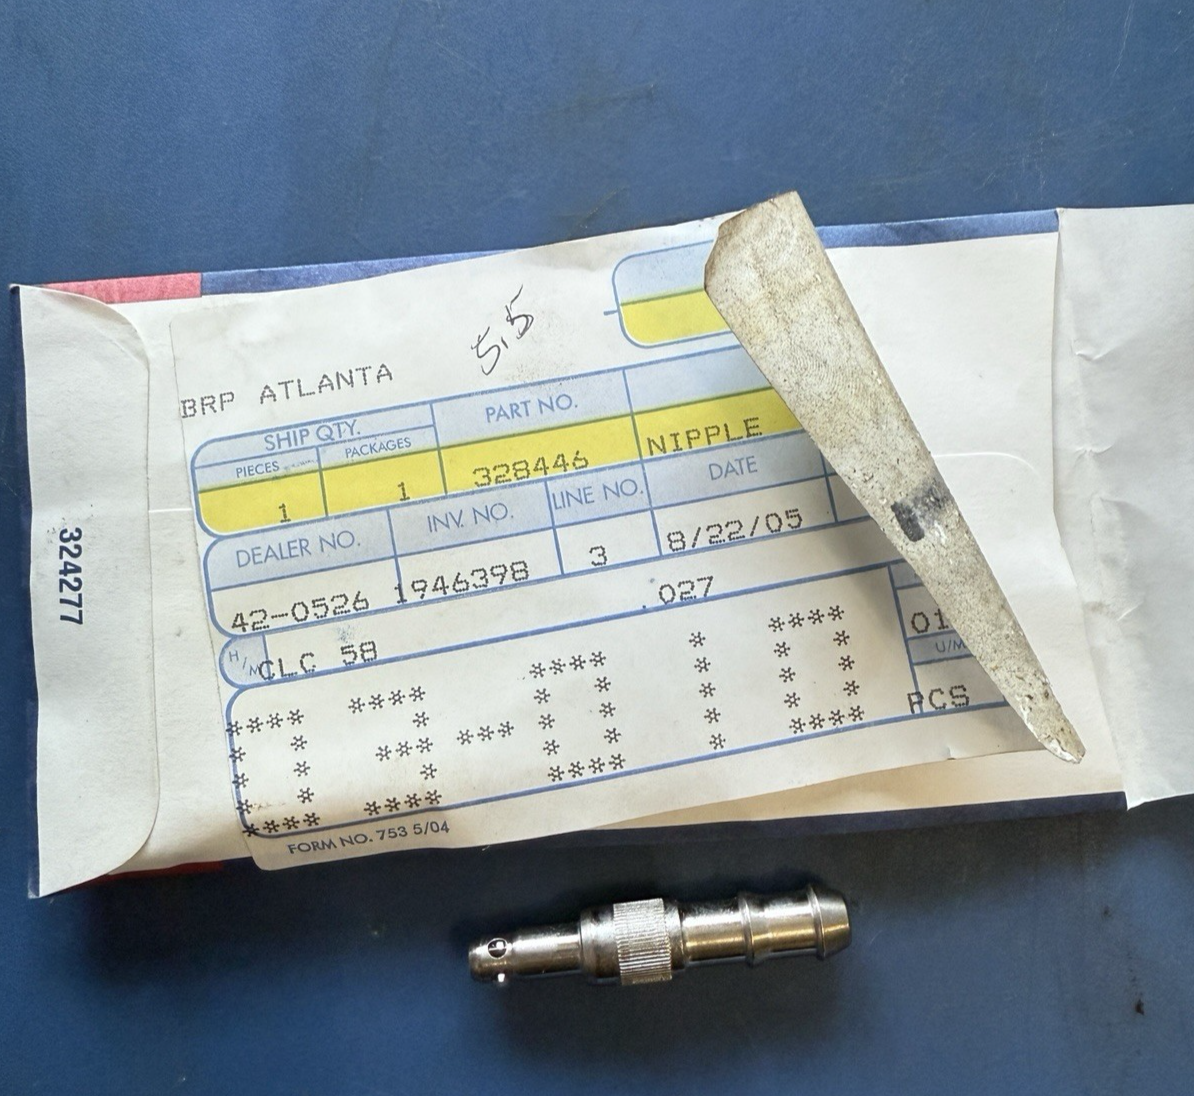 5.5
BRP ATLANTA
SHIP QTY. PART NO.
PIECES PACKAGES
1 1 328446 NIPPLE
DEALER NO. INV. NO. LINE NO. DATE
42-0526 1946398 3 8/22/05
H/M CLC 58 .027
01
U/M
PCS
FORM NO. 753 5/04
324277